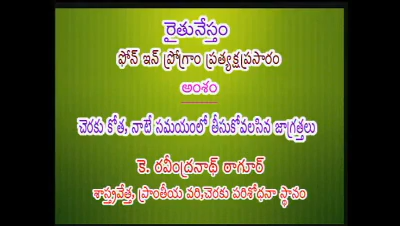 రైతునేస్తం
ఫోన్ ఇన్ ప్రోగ్రాం ప్రత్యక్షప్రసారం
అంశం
చెరకు కోత, నాటే సమయంలో తీసుకోవలసిన జాగ్రత్తలు
కె. రవీంద్రనాథ్ ఠాగూర్
శాస్త్రవేత్త, ప్రాంతీయ వరి,చెరకు పరిశోధనా స్థానం